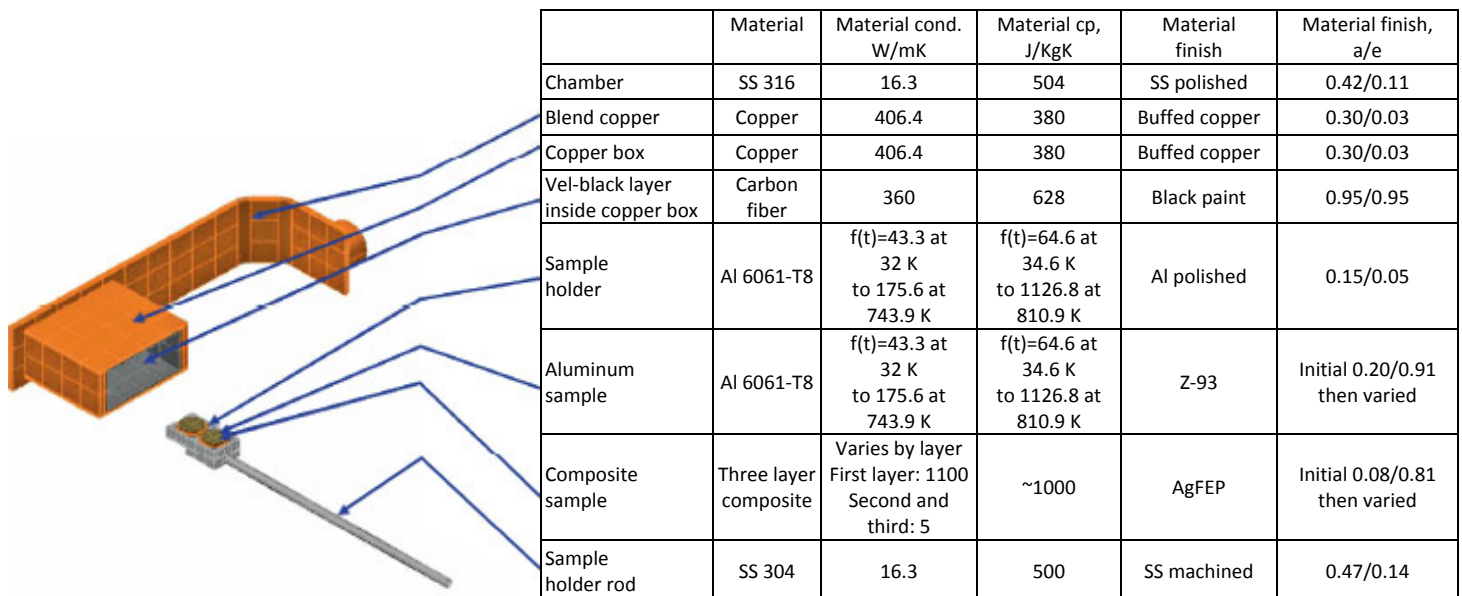 Material
Material cond.
W/mK
Material cp,
J/KgK
Material
finish
Material finish,
a/e
Chamber
SS 316
16.3
504
SS polished
0.42/0.11
Blend copper
Copper
406.4
380
Buffed copper
0.30/0.03
Copper box
Copper
406.4
380
Buffed copper
0.30/0.03
Vel-black layer
inside copper box
Carbon
fiber
360
628
Black paint
0.95/0.95
Sample
holder
Al 6061-T8
f(t)=43.3 at
32 K
to 175.6 at
743.9 K
f(t)=64.6 at
34.6 K
to 1126.8 at
810.9 K
Al polished
0.15/0.05
Aluminum
sample
Al 6061-T8
f(t)=43.3 at
32 K
to 175.6 at
743.9 K
f(t)=64.6 at
34.6 K
to 1126.8 at
810.9 K
Z-93
Initial 0.20/0.91
then varied
Composite
sample
Three layer
composite
Varies by layer
First layer: 1100
Second and
third: 5
~1000
AgFEP
Initial 0.08/0.81
then varied
Sample
holder rod
SS 304
16.3
500
SS machined
0.47/0.14